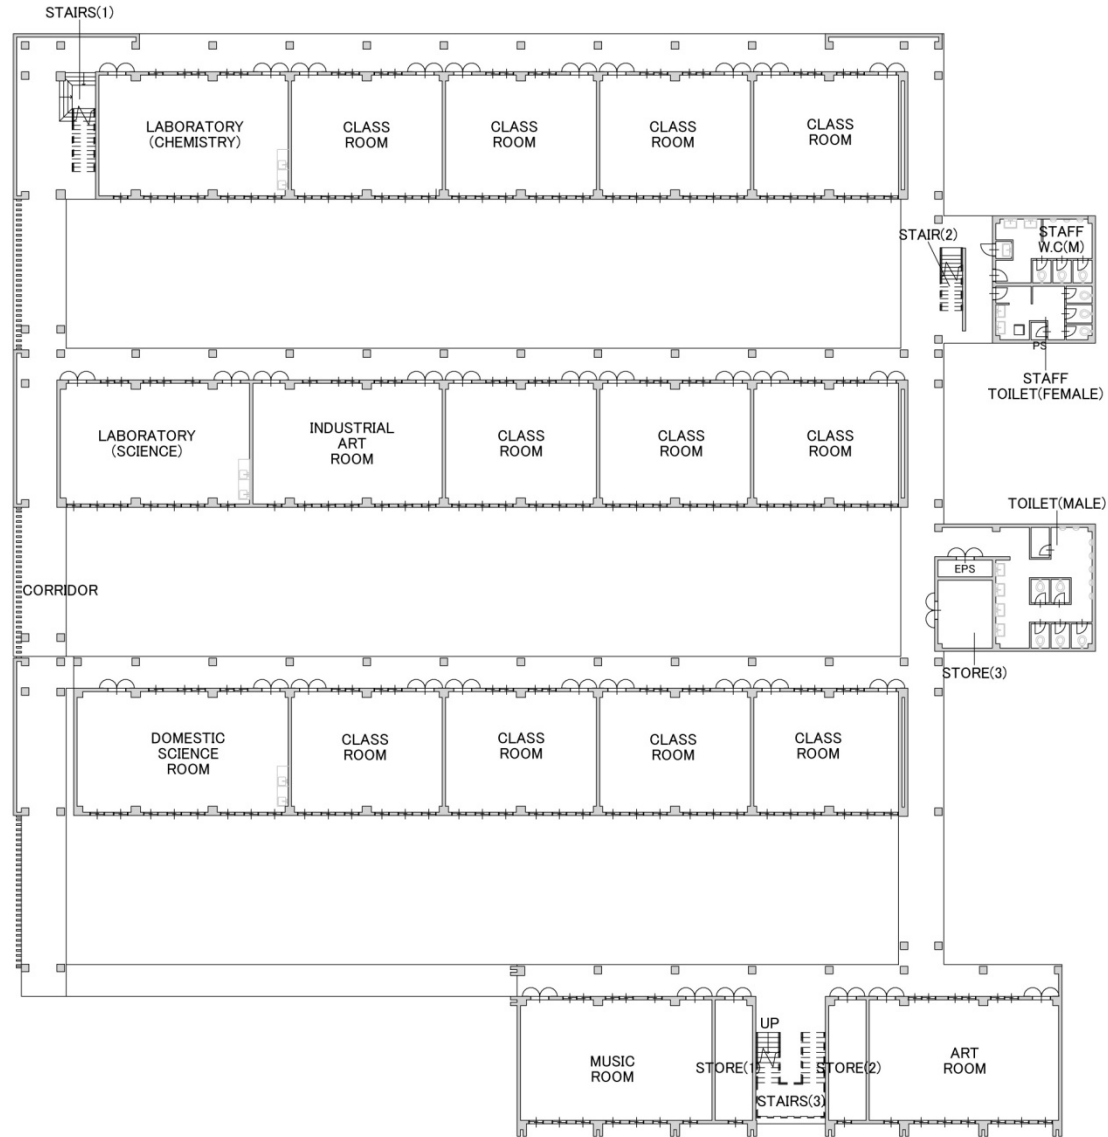 STAIRS(1)
LABORATORY
(CHEMISTRY)
CLASS
ROOM
CLASS
ROOM
CLASS
ROOM
CLASS
ROOM
STAIR(2)
STAFF
W.C(M)
PS
STAFF
TOILET(FEMALE)
LABORATORY
(SCIENCE)
INDUSTRIAL
ART
ROOM
CLASS
ROOM
CLASS
ROOM
CLASS
ROOM
TOILET(MALE)
EPS
CORRIDOR
STORE(3)
DOMESTIC
SCIENCE
ROOM
CLASS
ROOM
CLASS
ROOM
CLASS
ROOM
CLASS
ROOM
UP
MUSIC
ROOM
STORE(1)
STAIRS(3)
STORE(2)
ART
ROOM